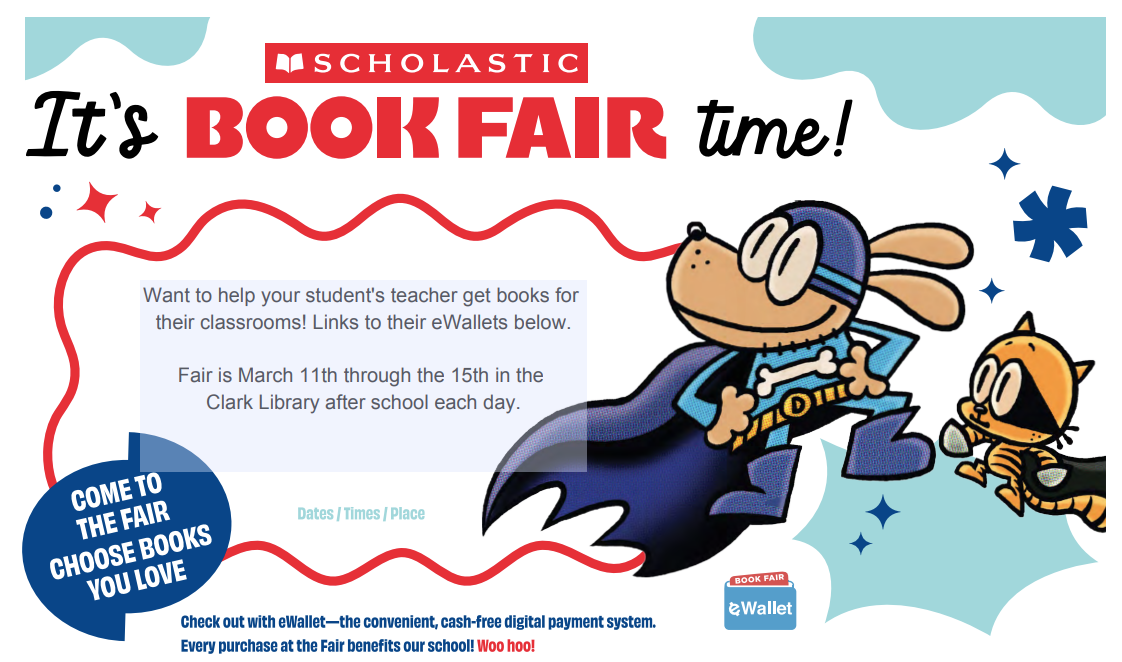 SCHOLASTIC
It's BOOK FAIR time!
Want to help your student's teacher get books for
their classrooms! Links to their eWallets below.
Fair is March 11th through the 15th in the
Clark Library after school each day.
D
COME TO
THE FAIR
CHOOSE BOOKS
YOU LOVE
Dates / Times / Place
BOOK FAIR
eWallet
Check out with eWallet—the convenient, cash-free digital payment system.
Every purchase at the Fair benefits our school! Woo hoo!